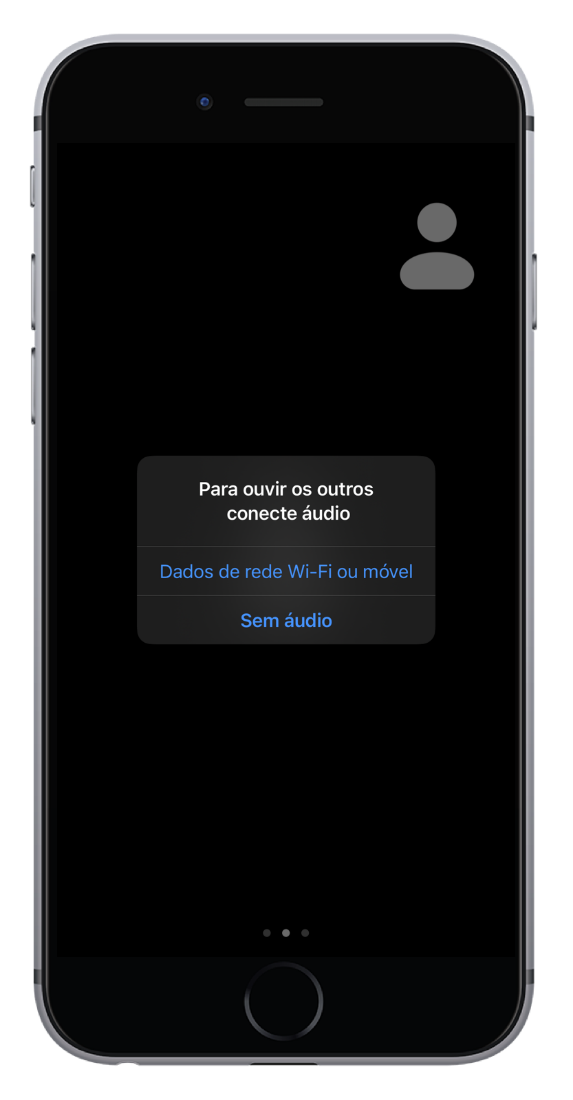 Para ouvir os outros
conecte áudio
Dados de rede Wi-Fi ou móvel
Sem áudio